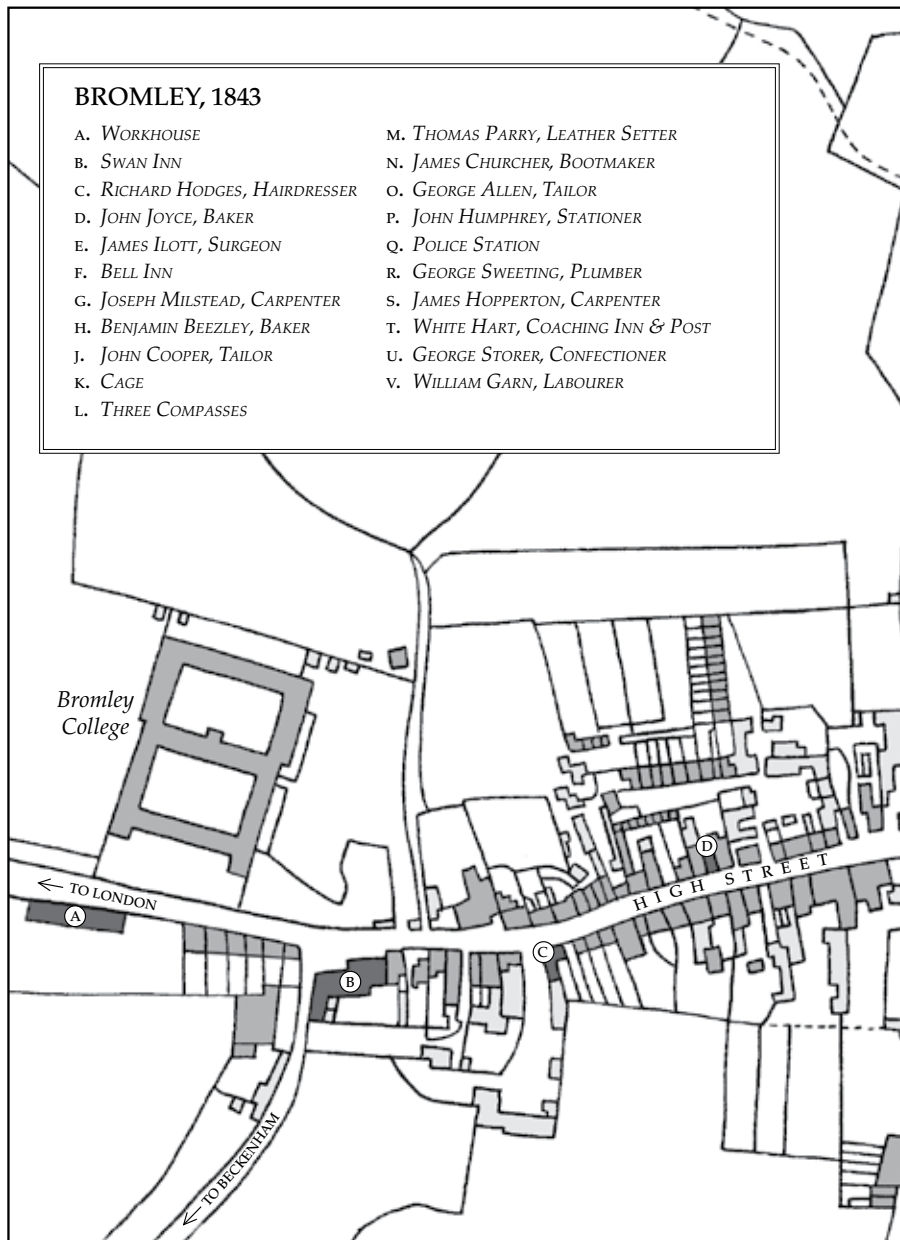 BROMLEY, 1843
A. WORKHOUSE
B. SWAN INN
C. RICHARD HODGES, HAIRDRESSER
D. JOHN JOYCE, BAKER
E. JAMES ILOTT, SURGEON
F. BELL INN
G. JOSEPH MILSTEAD, CARPENTER
H. BENJAMIN BEEZLEY, BAKER
J. JOHN COOPER, TAILOR
K. CAGE
L. THREE COMPASSES
M. THOMAS PARRY, LEATHER SETTER
N. JAMES CHURCHER, BOOTMAKER
O. GEORGE ALLEN, TAILOR
P. JOHN HUMPHREY, STATIONER
Q. POLICE STATION
R. GEORGE SWEETING, PLUMBER
S. JAMES HOPPERTON, CARPENTER
T. WHITE HART, COACHING INN & POST
U. GEORGE STORER, CONFECTIONER
V. WILLIAM GARN, LABOURER
Bromley
College
D
HIGH STREET
TO LONDON
A
C
B
TO BECKENHAM